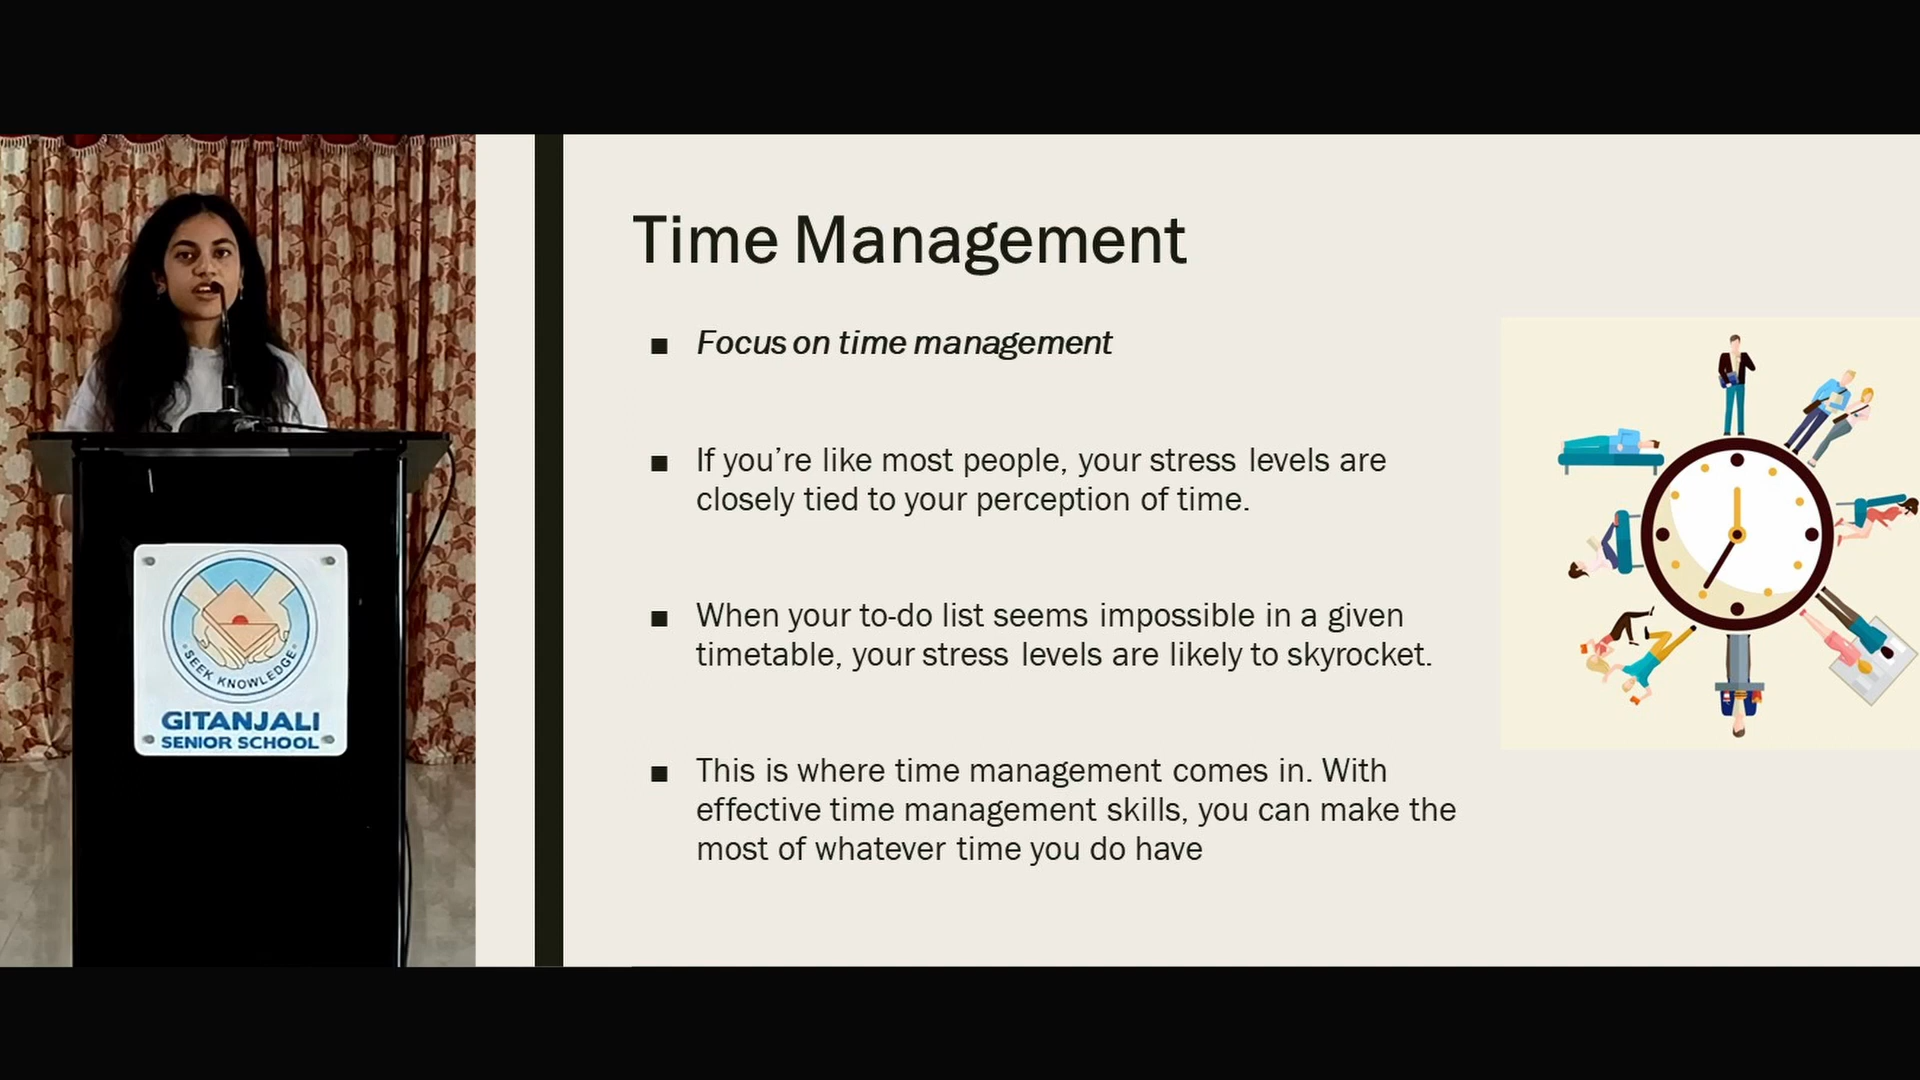 Time Management
■ Focus on time management
■ If you’re like most people, your stress levels are
closely tied to your perception of time.
■ When your to-do list seems impossible in a given
timetable, your stress levels are likely to skyrocket.
■ This is where time management comes in. With
effective time management skills, you can make the
most of whatever time you do have
SEEK KNOWLEDGE
GITANJALI
SENIOR SCHOOL